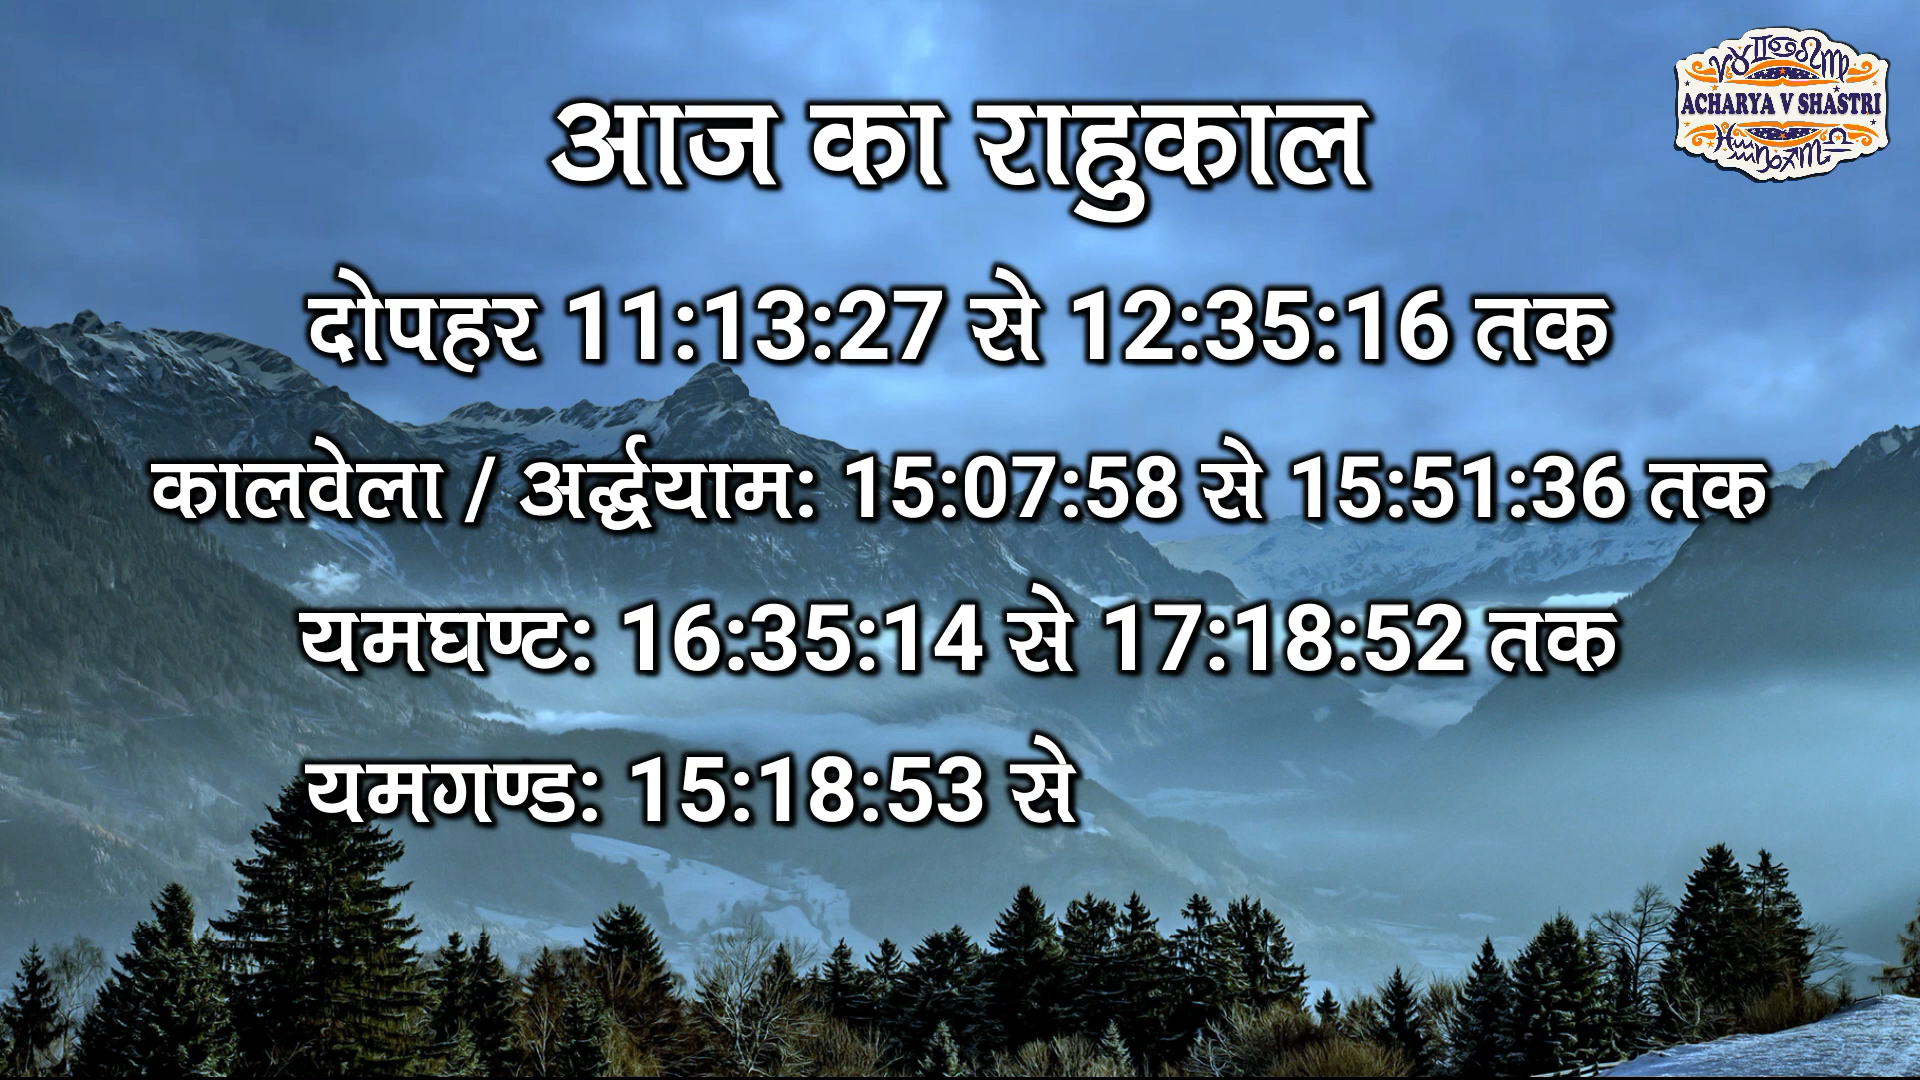 ACHARYA V SHASTRI
आज का राहुकाल
दोपहर 11:13:27 से 12:35:16 तक
कालवेला / अर्द्धयाम: 15:07:58 से 15:51:36 तक
यमघण्ट: 16:35:14 से 17:18:52 तक
यमगण्ड: 15:18:53 से